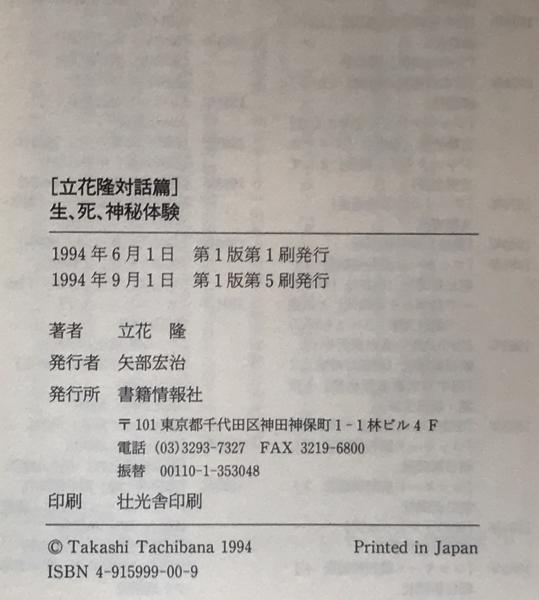 [立花隆対話篇]
生、死、神秘体験
1994年6月1日 第1版第1刷発行
1994年9月1日 第1版第5刷発行
著者 立花 隆
発行者 矢部宏治
発行所 書籍情報社
〒101東京都千代田区神田神保町1-1林ビル4F
電話 (03)3293-7327 FAX 3219-6800
振替 00110-1-353048
印刷 壮光舎印刷
© Takashi Tachibana 1994 Printed in Japan
ISBN 4-915999-00-9